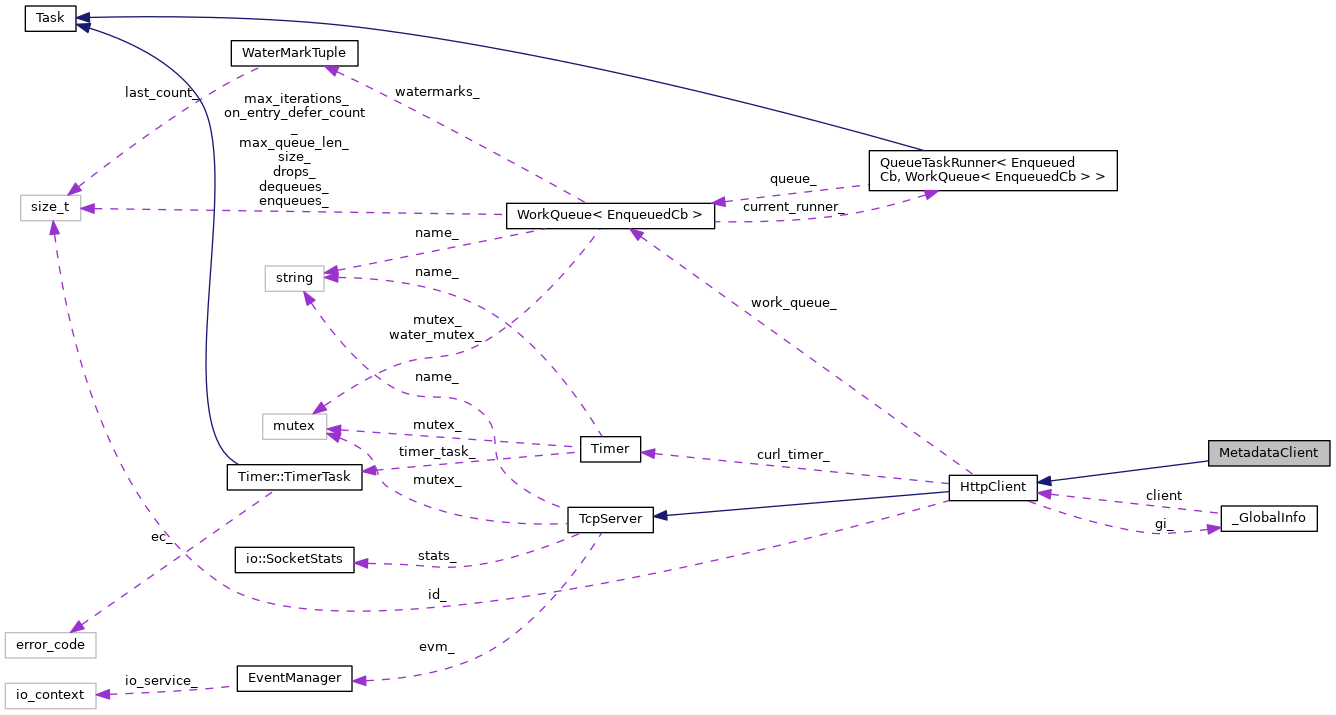 Task
WaterMarkTuple
last_count_
max_iterations_
on_entry_defer_count
_
max_queue_len_
size_
drops_
dequeues_
enqueues_
watermarks_
QueueTaskRunner< Enqueued
Cb, WorkQueue< EnqueuedCb > >
queue_
current_runner_
size_t
WorkQueue< EnqueuedCb >
name_
string
name_
work_queue_
mutex_
water_mutex_
name_
mutex
mutex_
Timer
timer_task_
curl_timer_
MetadataClient
Timer::TimerTask
mutex_
HttpClient
client
_GlobalInfo
gi_
TcpServer
ec_
io::SocketStats
stats_
id_
error_code
evm_
EventManager
io_service_
io_context